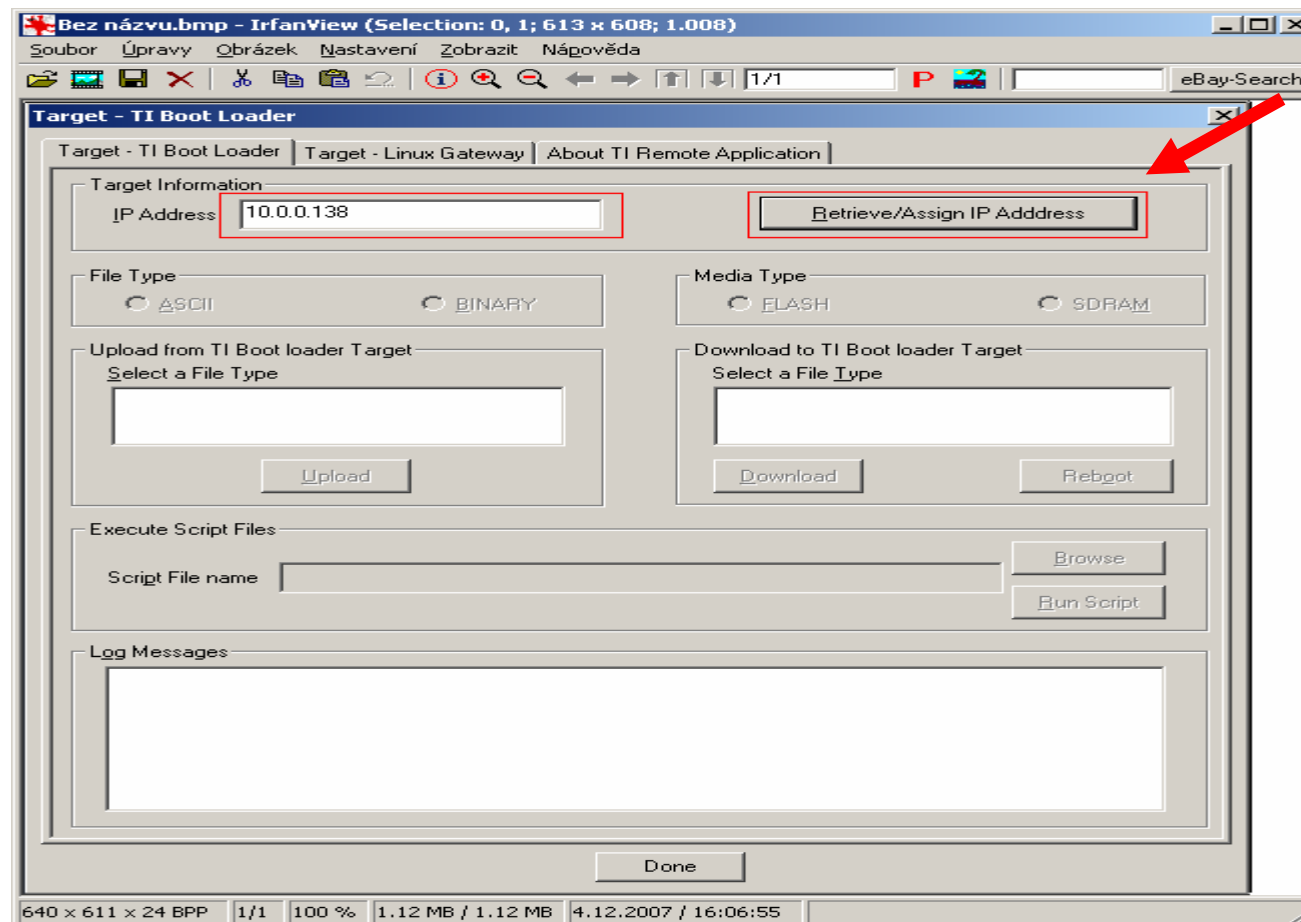 Bez názvu.bmp - IrfanView (Selection: 0, 1; 613 x 608; 1.008)
Soubor Úpravy Obrázek Nastavení Zobrazit Nápověda
1/1 P eBay-Search
Target - TI Boot Loader
Target - TI Boot Loader Target - Linux Gateway About TI Remote Application
Target Information
IP Address 10.0.0.138 Retrieve/Assign IP Adddress
File Type Media Type
ASCII BINARY FLASH SDRAM
Upload from TI Boot loader Target Download to TI Boot loader Target
Select a File Type Select a File Type
Upload Download Reboot
Execute Script Files
Browse
Script File name
Run Script
Log Messages
Done
640 x 611 x 24 BPP 1/1 100 % 1.12 MB / 1.12 MB 4.12.2007 / 16:06:55